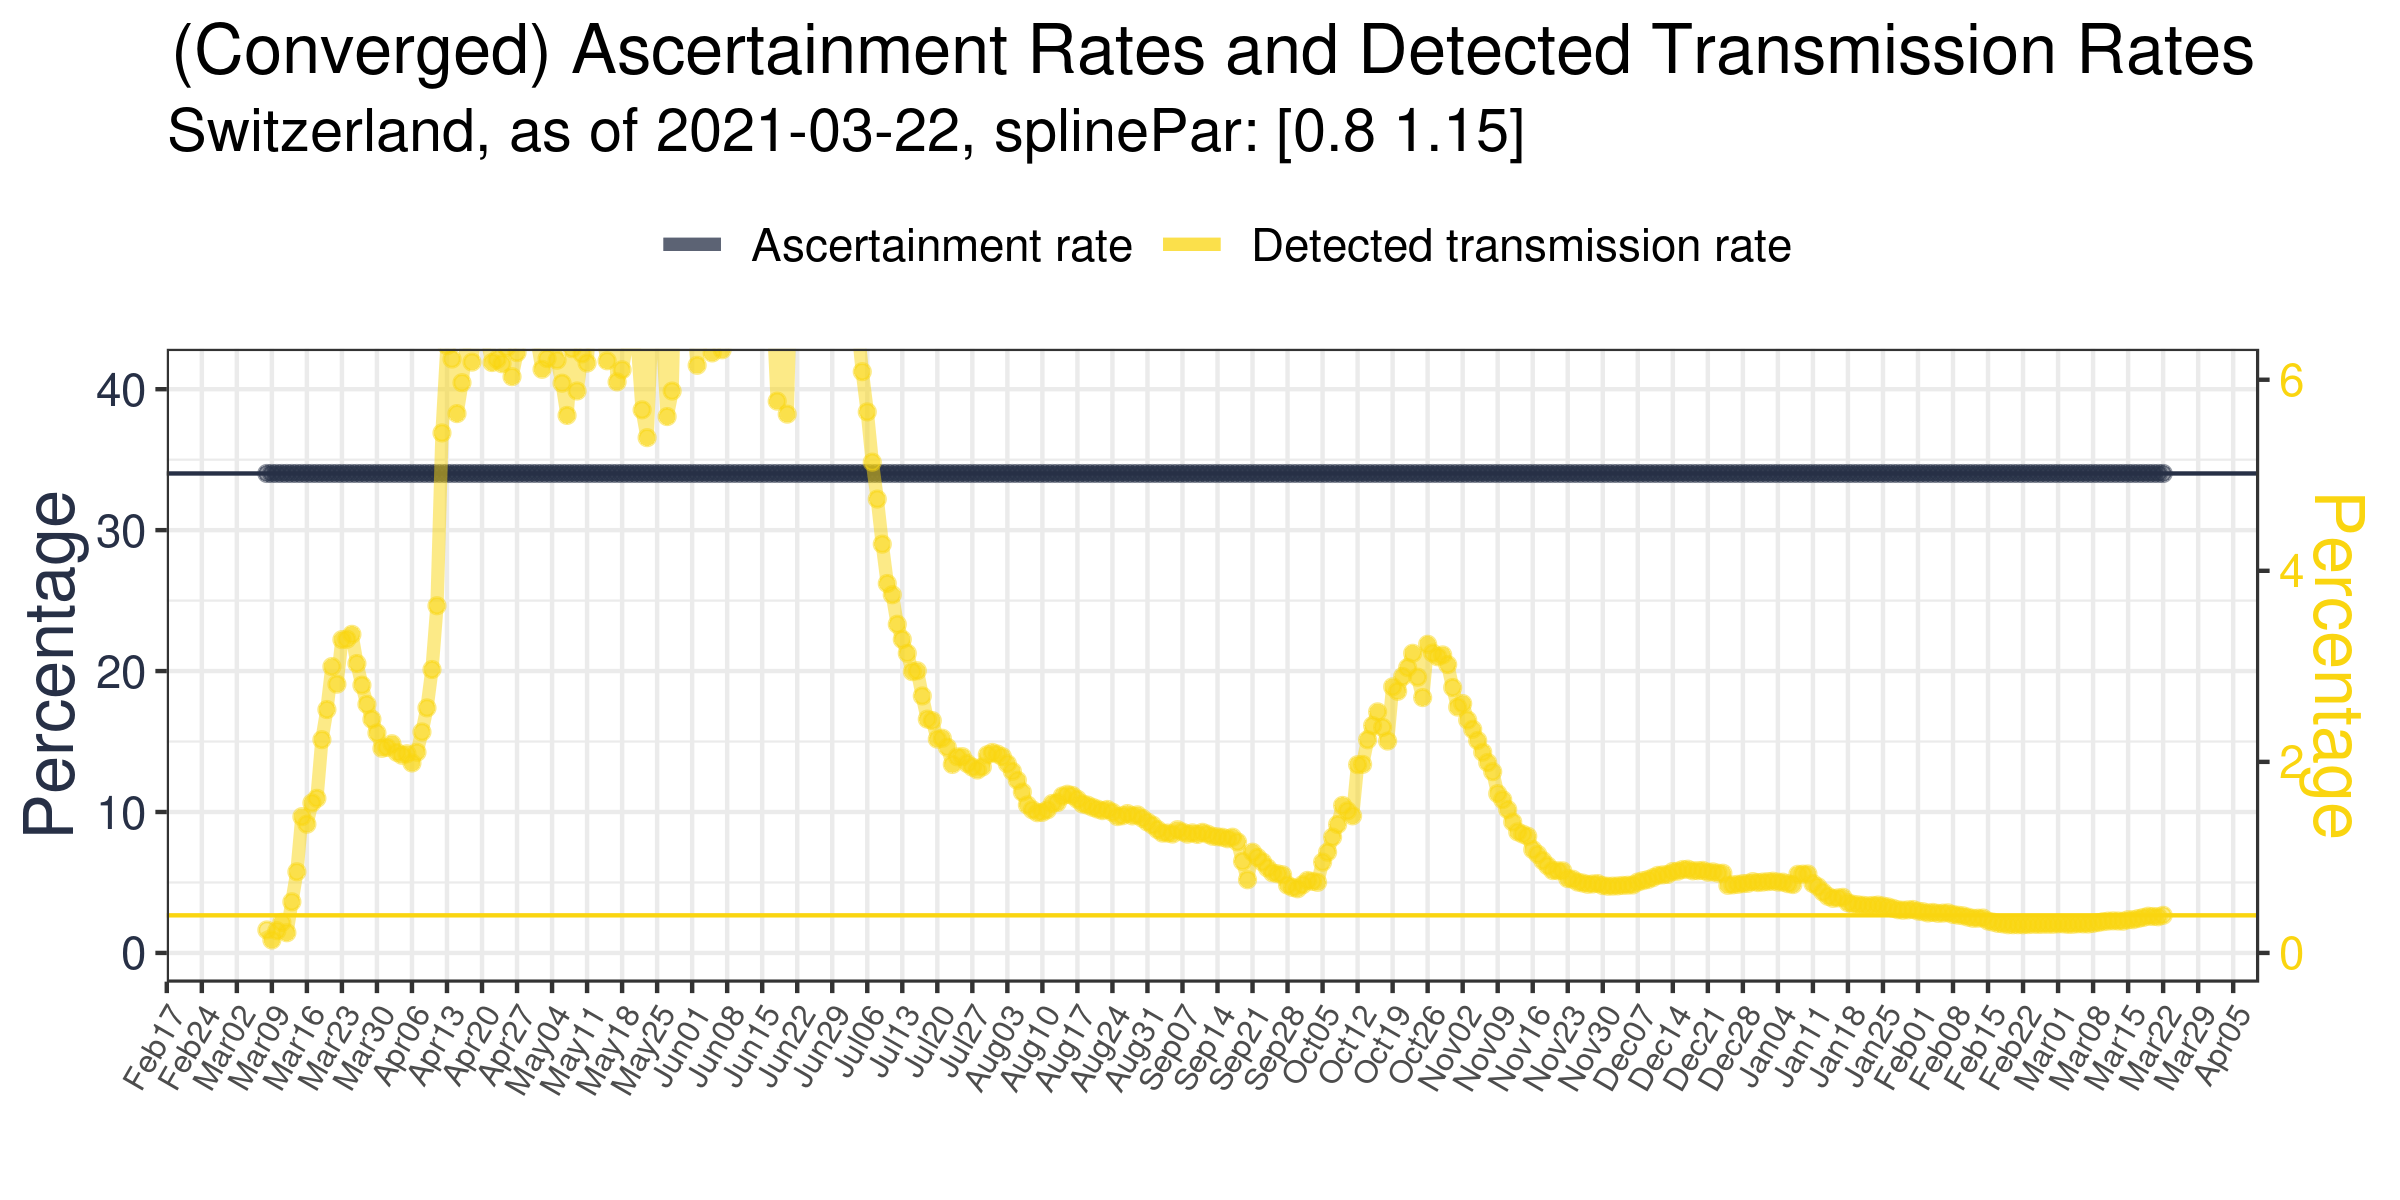 (Converged) Ascertainment Rates and Detected Transmission Rates
Switzerland, as of 2021-03-22, splinePar: [0.8 1.15]
Ascertainment rate
Detected transmission rate
Percentage
40
30
20
10
0
6
4
2
0
Percentage
Feb17
Feb24
Mar02
Mar09
Mar16
Mar23
Mar30
Apr06
Apr13
Apr20
Apr27
May04
May11
May18
May25
Jun01
Jun08
Jun15
Jun22
Jun29
Jul06
Jul13
Jul20
Jul27
Aug03
Aug10
Aug17
Aug24
Aug31
Sep07
Sep14
Sep21
Sep28
Oct05
Oct12
Oct19
Oct26
Nov02
Nov09
Nov16
Nov23
Nov30
Dec07
Dec14
Dec21
Dec28
Jan04
Jan11
Jan18
Jan25
Feb01
Feb08
Feb15
Feb22
Mar01
Mar08
Mar15
Mar22
Mar29
Apr05